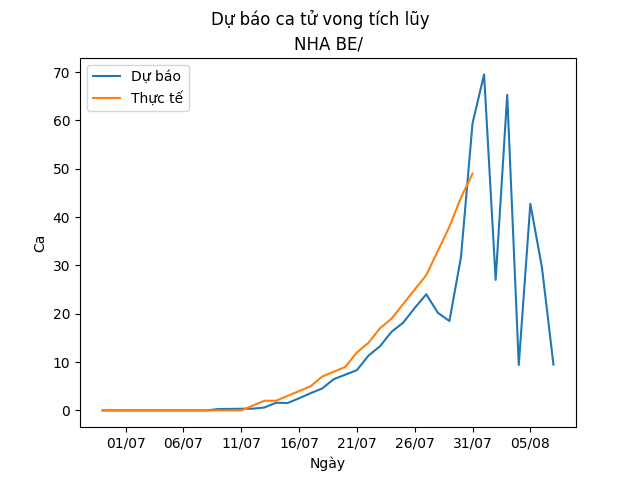 Dự báo ca tử vong tích lũy
NHA BE/
Dự báo
Thực tế
Ca
70
60
50
40
30
20
10
0
01/07 06/07 11/07 16/07 21/07 26/07 31/07 05/08
Ngày